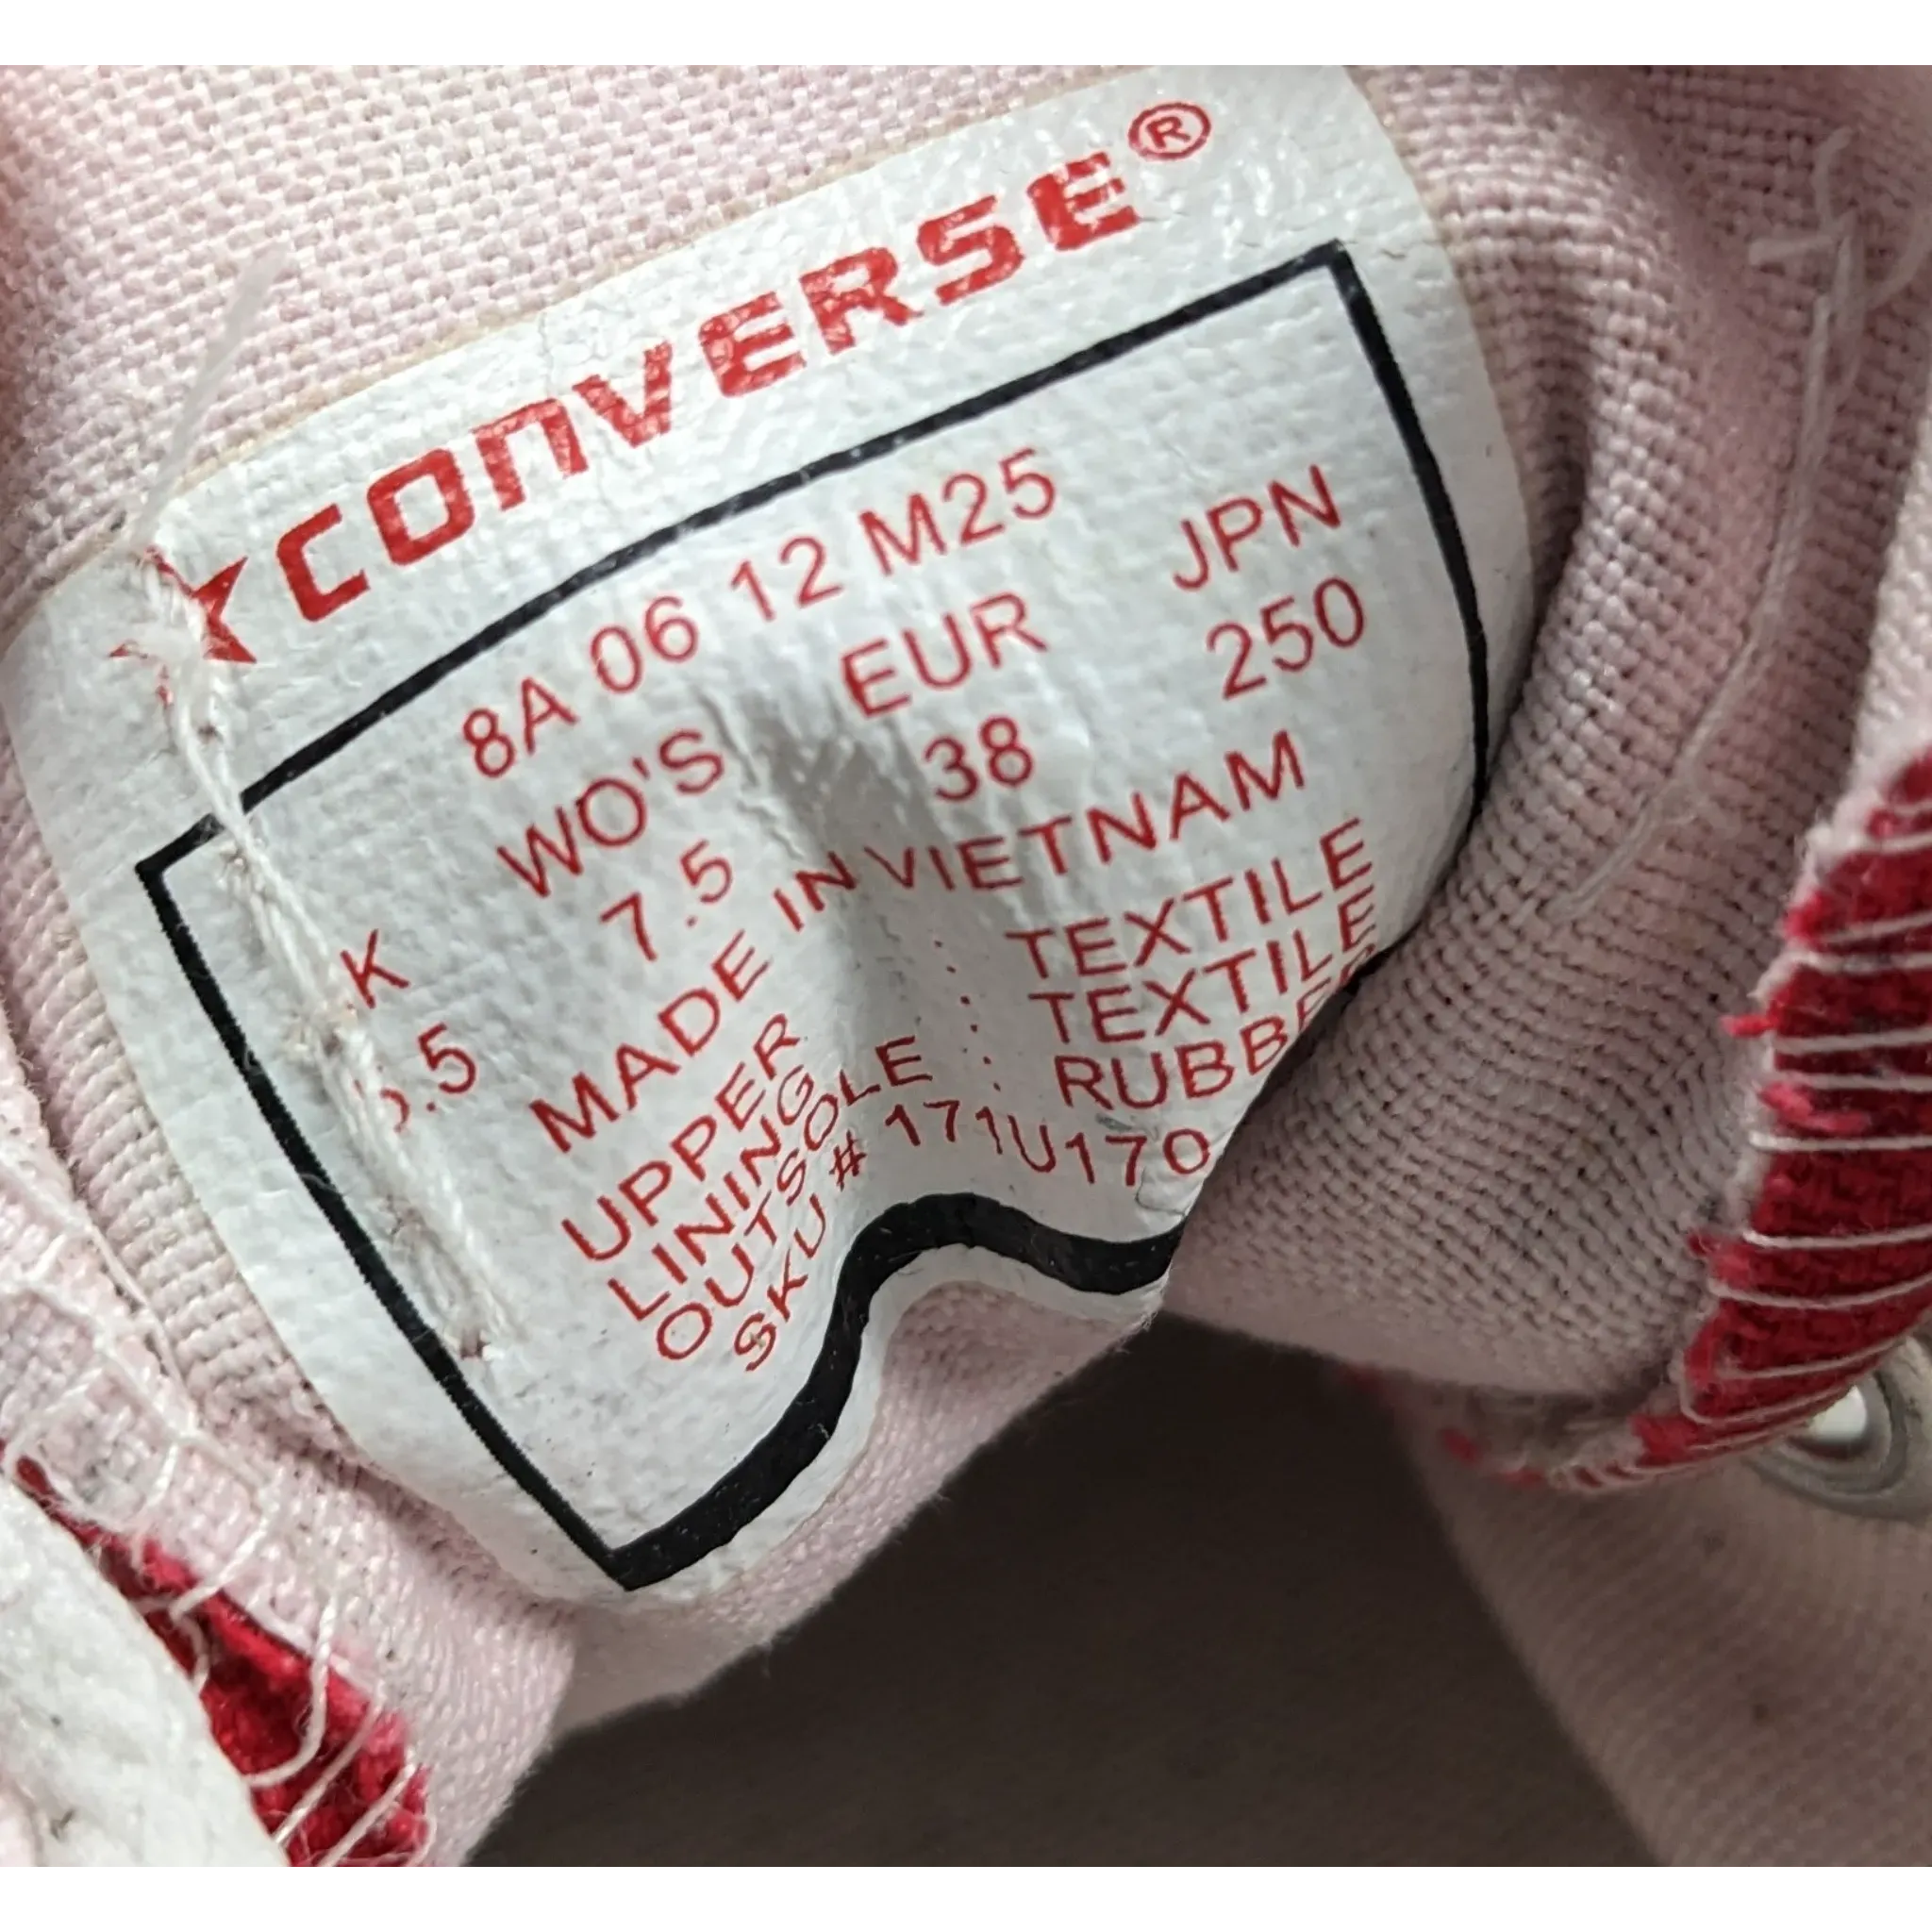 CONVERSE®
8A 06 12 M25
K WO'S EUR JPN
.5 7.5 38 250
MADE IN VIETNAM
UPPER : TEXTILE
LINING : TEXTILE
OUTSOLE : RUBBER
SKU # 171U170